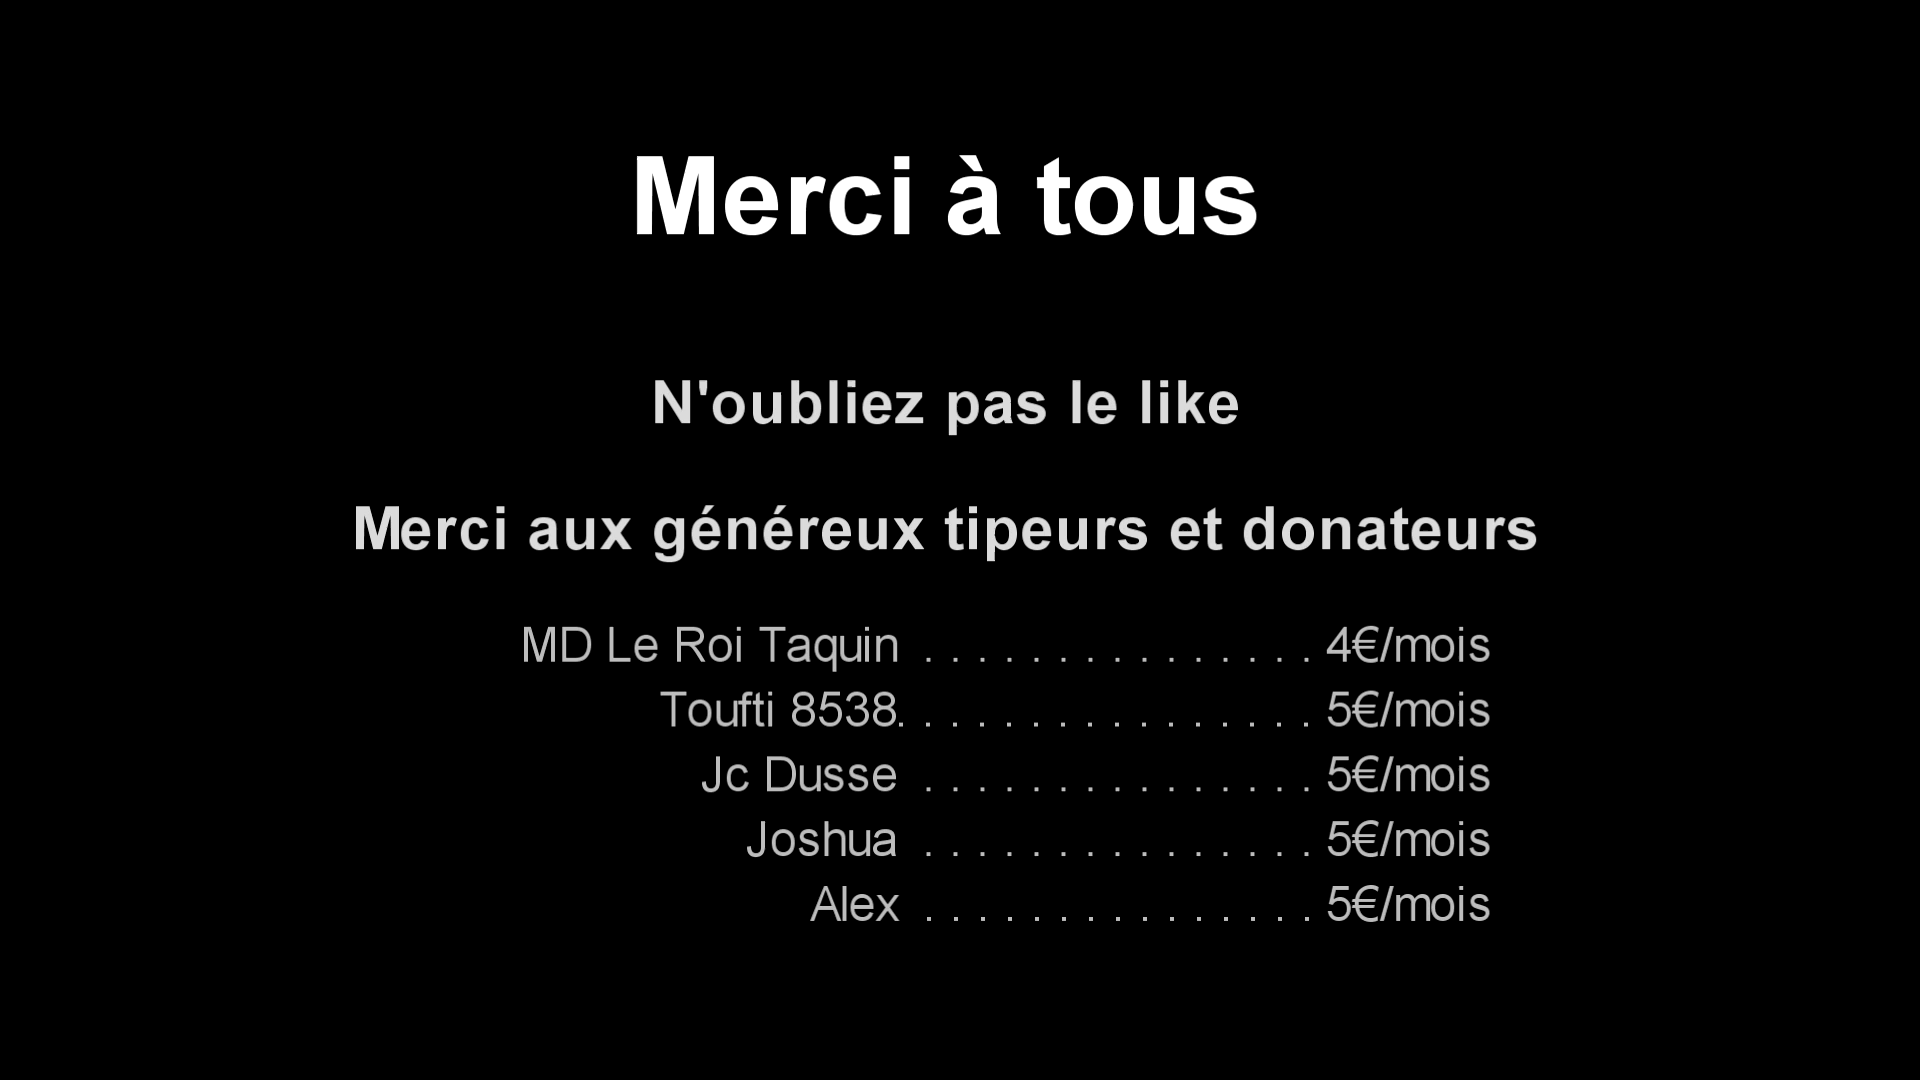 Merci à tous
N'oubliez pas le like
Merci aux généreux tipeurs et donateurs
MD Le Roi Taquin . . . . . . . . . . . . . . . 4€/mois
Toufti 8538. . . . . . . . . . . . . . . . 5€/mois
Jc Dusse . . . . . . . . . . . . . . . 5€/mois
Joshua . . . . . . . . . . . . . . . 5€/mois
Alex . . . . . . . . . . . . . . . 5€/mois